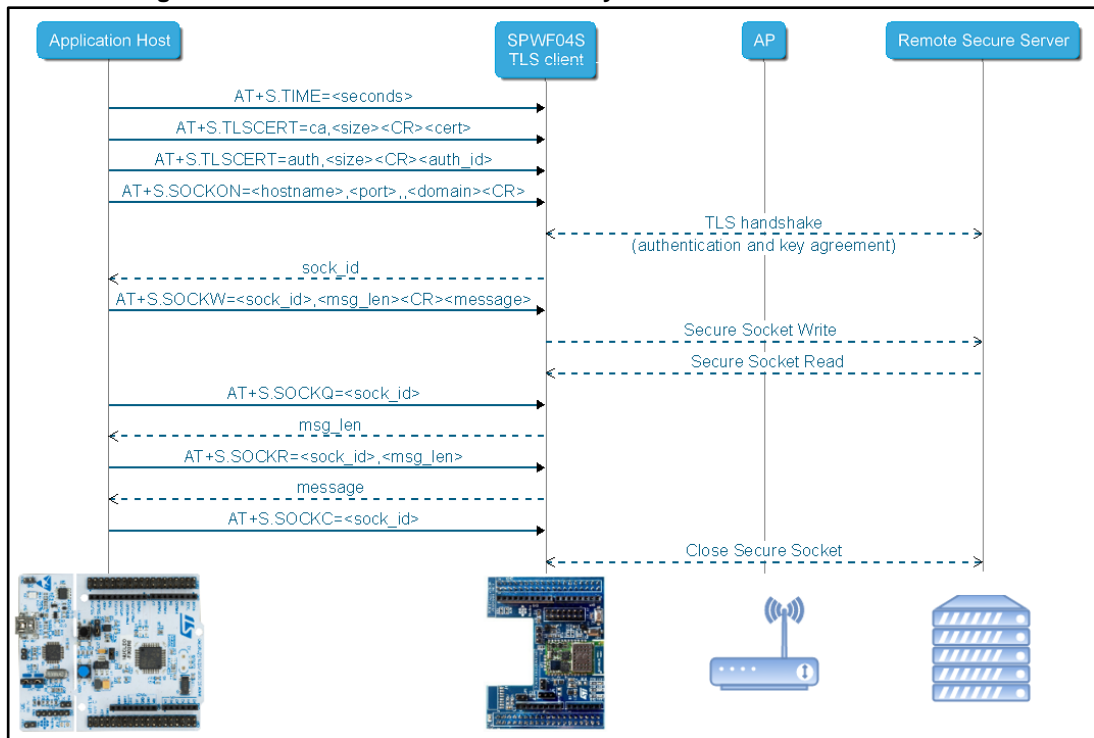 Application Host
SPWF04S
TLS client
AP
Remote Secure Server
AT+S.TIME=<seconds>
AT+S.TLSCERT=ca,<size><CR><cert>
AT+S.TLSCERT=auth,<size><CR><auth_id>
AT+S.SOCKON=<hostname>,<port>,,<domain><CR>
TLS handshake
(authentication and key agreement)
sock_id
AT+S.SOCKW=<sock_id>,<msg_len><CR><message>
Secure Socket Write
Secure Socket Read
AT+S.SOCKQ=<sock_id>
msg_len
AT+S.SOCKR=<sock_id>,<msg_len>
message
AT+S.SOCKC=<sock_id>
Close Secure Socket